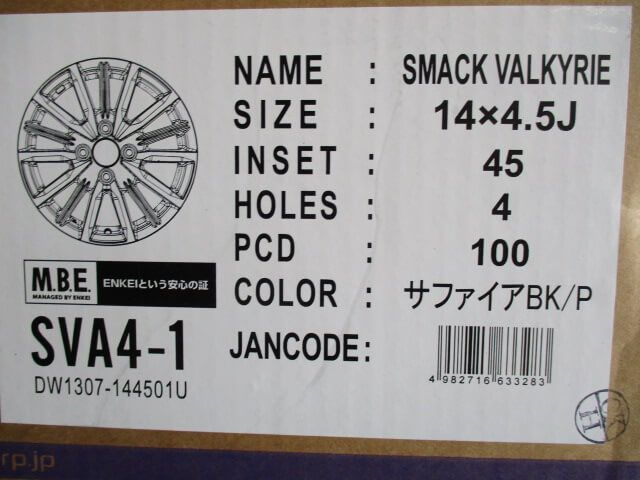 NAME : SMACK VALKYRIE
SIZE : 14×4.5J
INSET : 45
HOLES : 4
PCD : 100
COLOR : サファイアBK/P
JANCODE:
4 982716 633283
M.B.E.
MANAGED BY ENKEI
ENKEIという安心の証
SVA4-1
DW1307-144501U
rp.jp